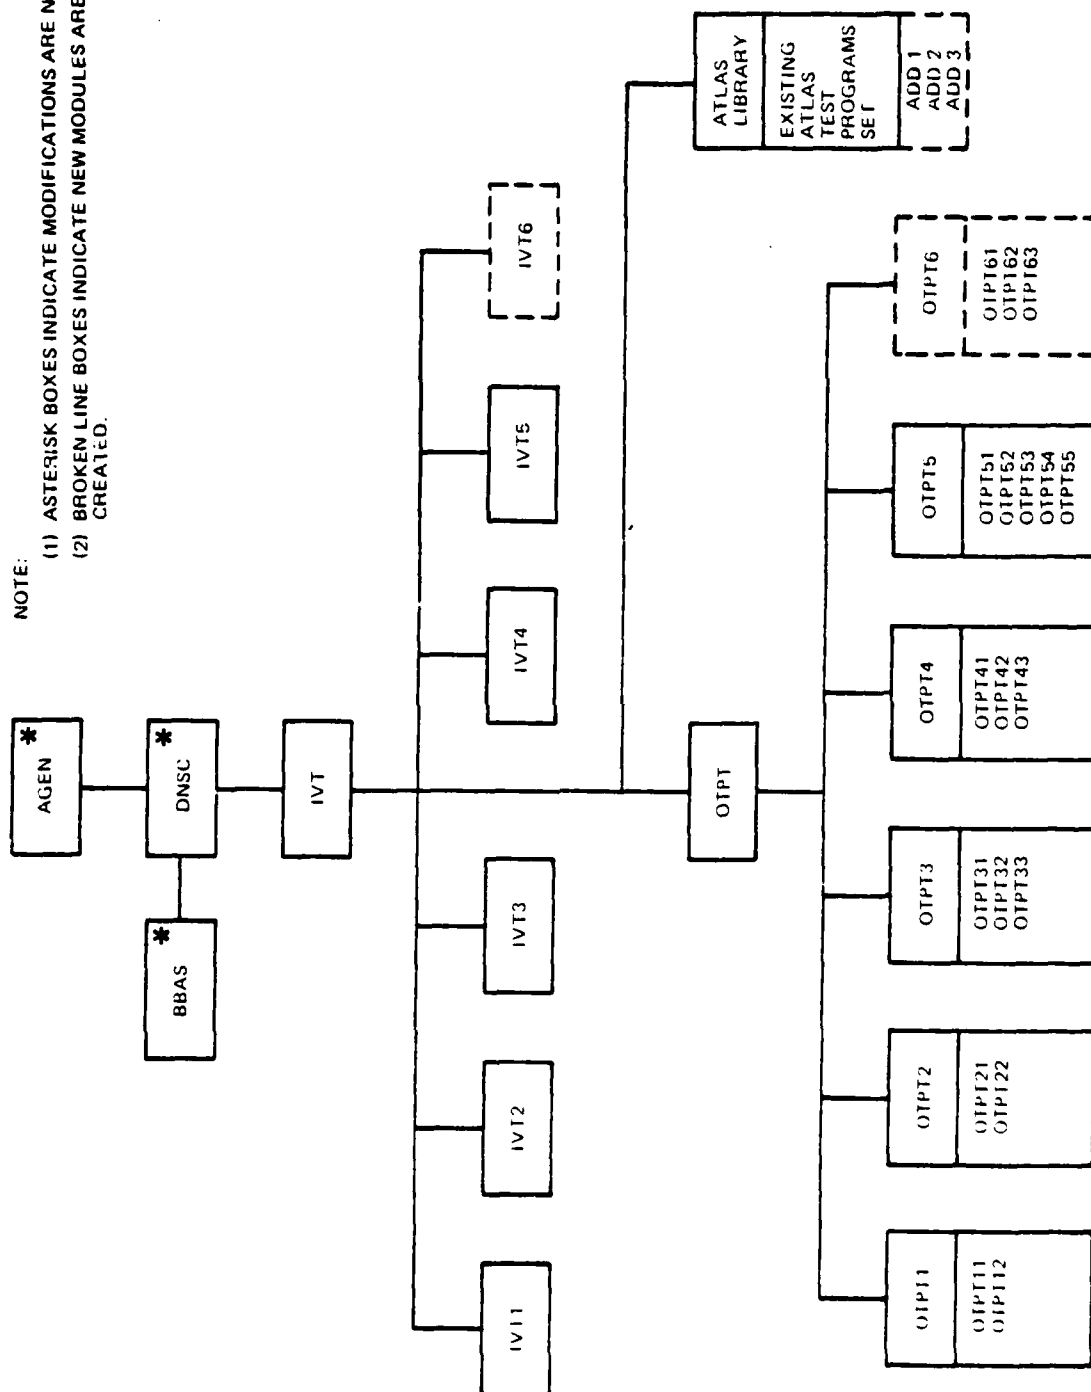 NOTE:
(1) ASTERISK BOXES INDICATE MODIFICATIONS ARE
(2) BROKEN LINE BOXES INDICATE NEW MODULES ARE
CREATED.
AGEN *
BBAS *
DNSC *
IVT
IVT1
IVT2
IVT3
IVT4
IVT5
IVT6
ATLAS
LIBRARY
EXISTING
ATLAS
TEST
PROGRAMS
SET
ADD 1
ADD 2
ADD 3
OTPT
OTPT1
OTPT11
OTPT12
OTPT2
OTPT21
OTPT22
OTPT3
OTPT31
OTPT32
OTPT33
OTPT4
OTPT41
OTPT42
OTPT43
OTPT5
OTPT51
OTPT52
OTPT53
OTPT54
OTPT55
OTPT6
OTPT61
OTPT62
OTPT63